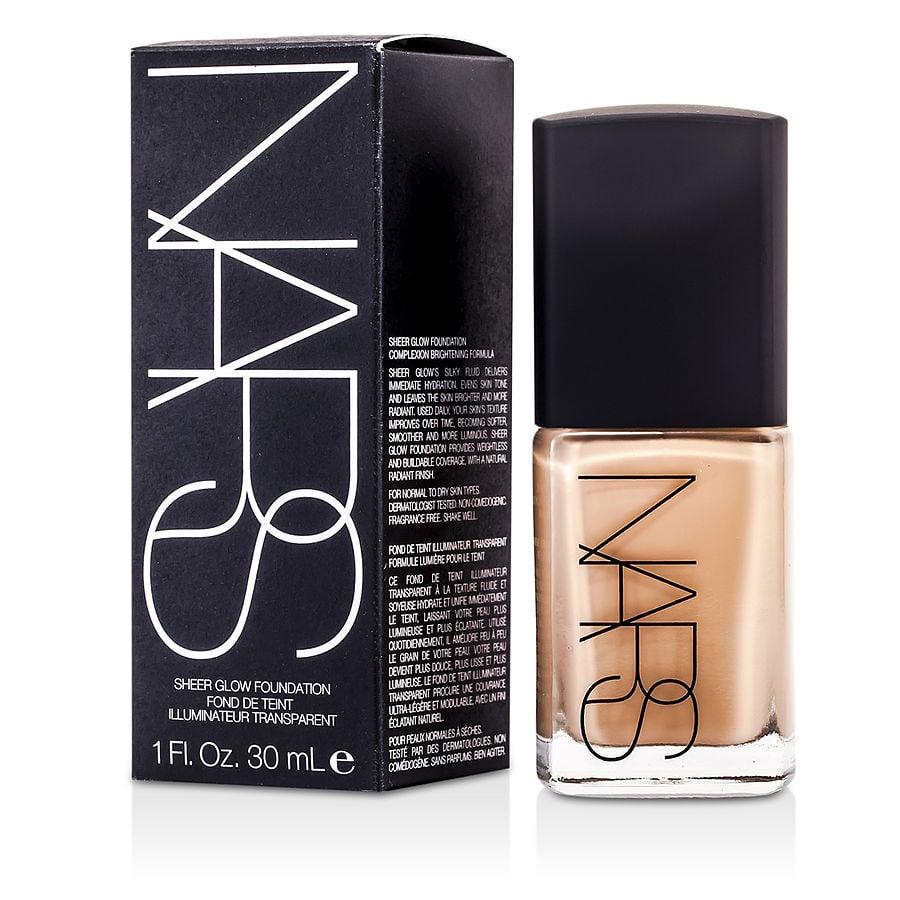 NARS
SHEER GLOW FOUNDATION
FOND DE TEINT
ILLUMINATEUR TRANSPARENT
1 Fl. Oz. 30 mL e
SHEER GLOW FOUNDATION
COMPLEXION BRIGHTENING FORMULA
SHEER GLOW'S SILKY FLUID DELIVERS
IMMEDIATE HYDRATION, EVENS SKIN TONE
AND LEAVES THE SKIN BRIGHTER AND MORE
RADIANT. USED DAILY, YOUR SKIN'S TEXTURE
IMPROVES OVER TIME, BECOMING SOFTER,
SMOOTHER AND MORE LUMINOUS. SHEER
GLOW FOUNDATION PROVIDES WEIGHTLESS
AND BUILDABLE COVERAGE, WITH A NATURAL
RADIANT FINISH.
FOR NORMAL TO DRY SKIN TYPES.
DERMATOLOGIST TESTED. NON-COMEDOGENIC.
FRAGRANCE FREE. SHAKE WELL.
FOND DE TEINT ILLUMINATEUR TRANSPARENT
FORMULE LUMIÈRE POUR LE TEINT
CE FOND DE TEINT ILLUMINATEUR
TRANSPARENT À LA TEXTURE FLUIDE ET
SOYEUSE HYDRATE ET UNIFIE IMMÉDIATEMENT
LE TEINT, LAISSANT VOTRE PEAU PLUS
LUMINEUSE ET PLUS ÉCLATANTE. UTILISÉ
QUOTIDIENNEMENT, IL AMÉLIORE PEU À PEU
LE GRAIN DE VOTRE PEAU. VOTRE PEAU
DEVIENT PLUS DOUCE, PLUS LISSE ET PLUS
LUMINEUSE. LE FOND DE TEINT ILLUMINATEUR
TRANSPARENT PROCURE UNE COUVRANCE
ULTRA-LÉGÈRE ET MODULABLE, AVEC UN FINI
ÉCLATANT NATUREL.
POUR PEAUX NORMALES À SÈCHES.
TESTÉ PAR DES DERMATOLOGUES. NON
COMÉDOGÈNE. SANS PARFUMS. BIEN AGITER.
NARS